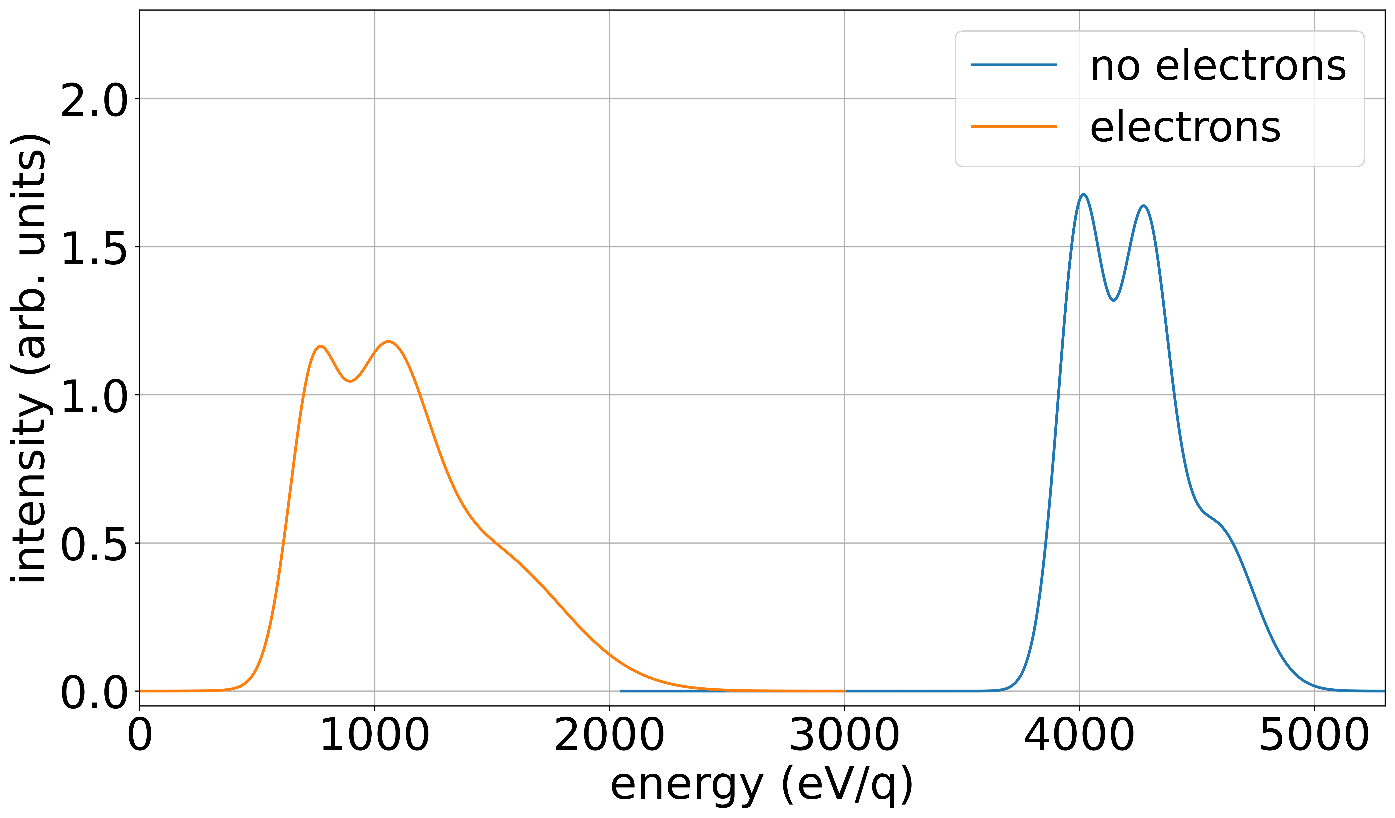 no electrons
electrons
intensity (arb. units)
2.0
1.5
1.0
0.5
0.0
0 1000 2000 3000 4000 5000
energy (eV/q)